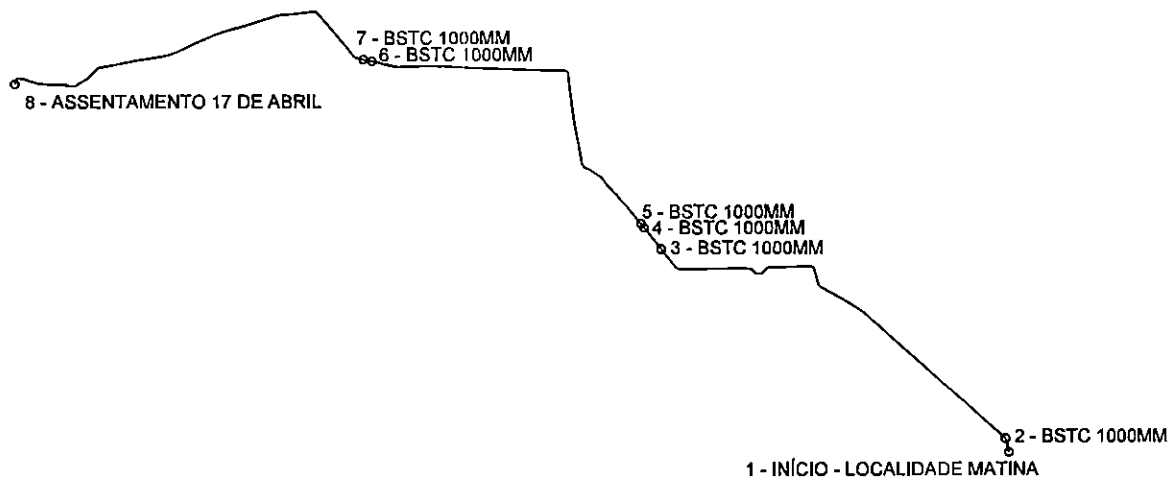 7 - BSTC 1000MM
6 - BSTC 1000MM
8 - ASSENTAMENTO 17 DE ABRIL
5 - BSTC 1000MM
4 - BSTC 1000MM
3 - BSTC 1000MM
2 - BSTC 1000MM
1 - INÍCIO - LOCALIDADE MATINA